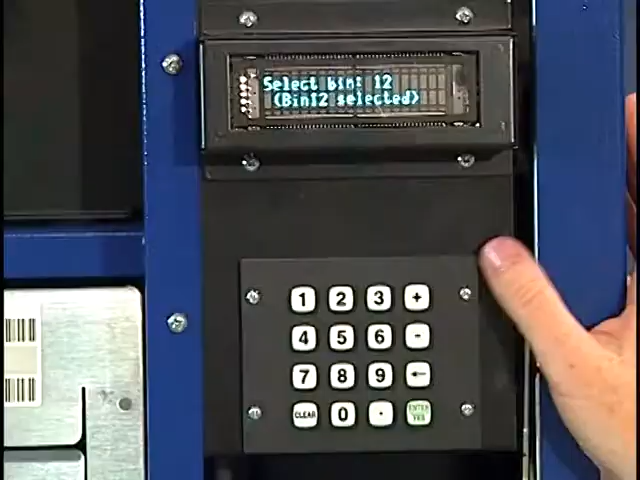 Select bin: 12
(Bin12 selected)
1 2 3 +
4 5 6 -
7 8 9 ←
CLEAR 0 . ENTER YES